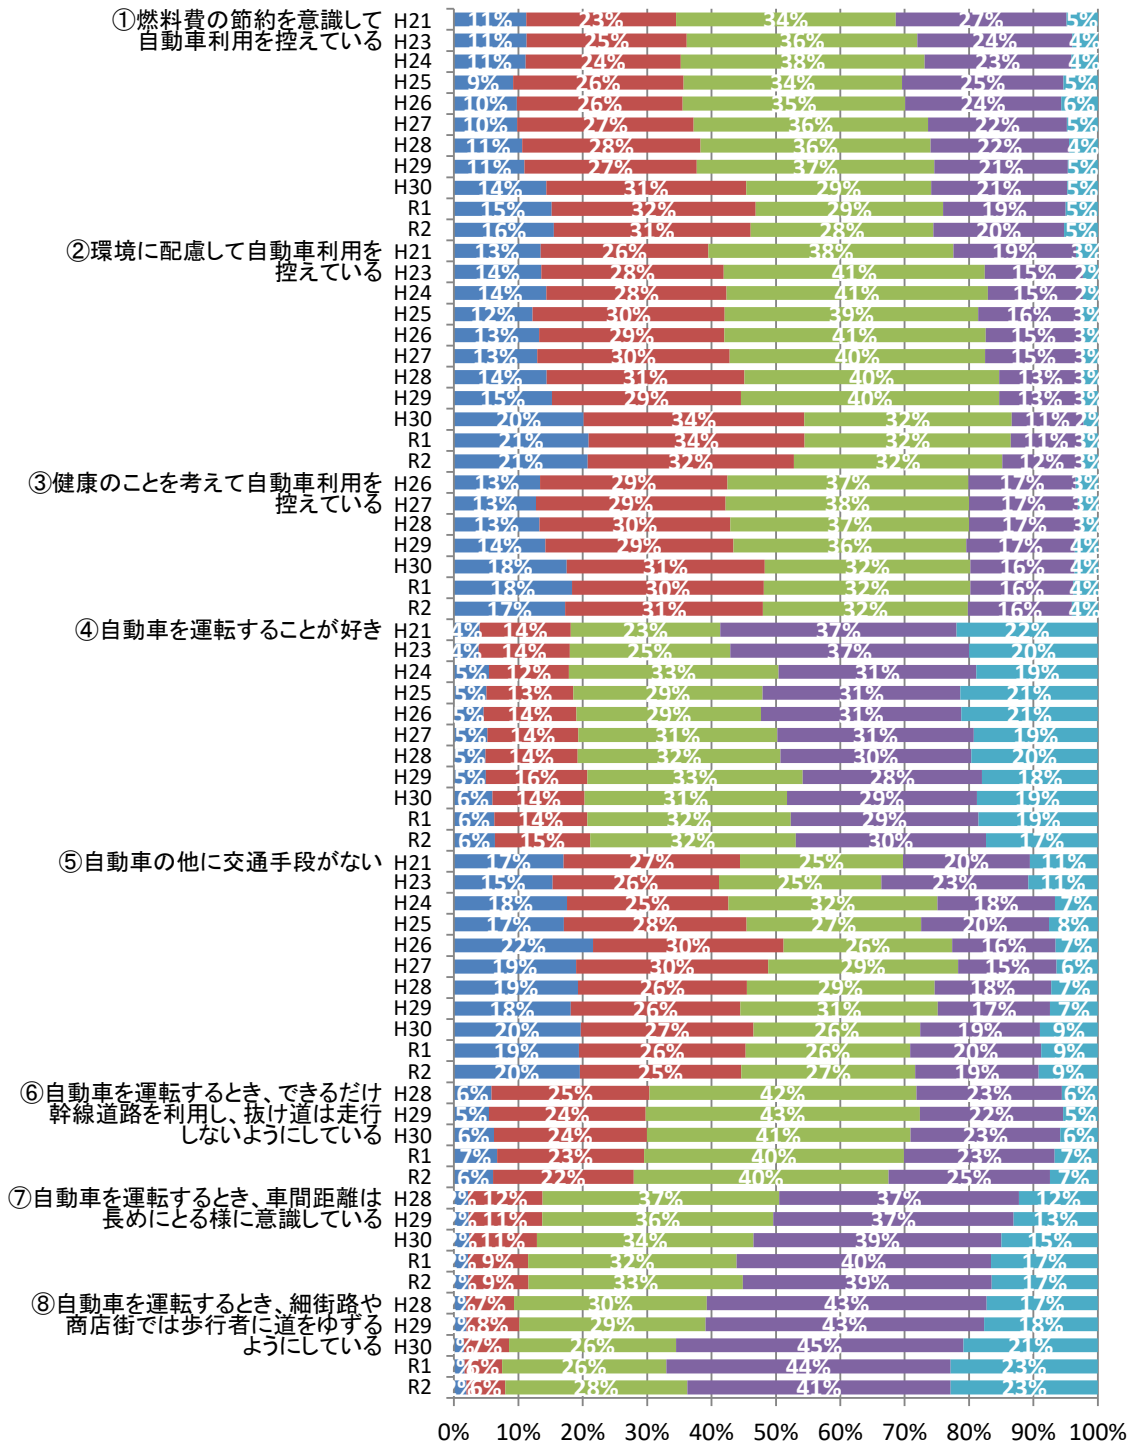 ①燃料費の節約を意識して
自動車利用を控えている
H21 11% 23% 34% 27% 5%
H23 11% 25% 36% 24% 4%
H24 11% 24% 38% 23% 4%
H25 9% 26% 34% 25% 5%
H26 10% 26% 35% 24% 6%
H27 10% 27% 36% 22% 5%
H28 11% 28% 36% 22% 4%
H29 11% 27% 37% 21% 5%
H30 14% 31% 29% 21% 5%
R1 15% 32% 29% 19% 5%
R2 16% 31% 28% 20% 5%
②環境に配慮して自動車利用を
控えている
H21 13% 26% 38% 19% 3%
H23 14% 28% 41% 15% 2%
H24 14% 28% 41% 15% 2%
H25 12% 30% 39% 16% 3%
H26 13% 29% 41% 15% 3%
H27 13% 30% 40% 15% 3%
H28 14% 31% 40% 13% 3%
H29 15% 29% 40% 13% 3%
H30 20% 34% 32% 11% 2%
R1 21% 34% 32% 11% 3%
R2 21% 32% 32% 12% 3%
③健康のことを考えて自動車利用を
控えている
H26 13% 29% 37% 17% 3%
H27 13% 29% 38% 17% 3%
H28 13% 30% 37% 17% 3%
H29 14% 29% 36% 17% 4%
H30 18% 31% 32% 16% 4%
R1 18% 30% 32% 16% 4%
R2 17% 31% 32% 16% 4%
④自動車を運転することが好き
H21 4% 14% 23% 37% 22%
H23 4% 14% 25% 37% 20%
H24 5% 12% 33% 31% 19%
H25 5% 13% 29% 31% 21%
H26 5% 14% 29% 31% 21%
H27 5% 14% 31% 31% 19%
H28 5% 14% 32% 30% 20%
H29 5% 16% 33% 28% 18%
H30 6% 14% 31% 29% 19%
R1 6% 14% 32% 29% 19%
R2 6% 15% 32% 30% 17%
⑤自動車の他に交通手段がない
H21 17% 27% 25% 20% 11%
H23 15% 26% 25% 23% 11%
H24 18% 25% 32% 18% 7%
H25 17% 28% 27% 20% 8%
H26 22% 30% 26% 16% 7%
H27 19% 30% 29% 15% 6%
H28 19% 26% 29% 18% 7%
H29 18% 26% 31% 17% 7%
H30 20% 27% 26% 19% 9%
R1 19% 26% 26% 20% 9%
R2 20% 25% 27% 19% 9%
⑥自動車を運転するとき、できるだけ
幹線道路を利用し、抜け道は走行
しないようにしている
H28 6% 25% 42% 23% 6%
H29 5% 24% 43% 22% 5%
H30 6% 24% 41% 23% 6%
R1 7% 23% 40% 23% 7%
R2 6% 22% 40% 25% 7%
⑦自動車を運転するとき、車間距離は
長めにとる様に意識している
H28 % 12% 37% 37% 12%
H29 % 11% 36% 37% 13%
H30 % 11% 34% 39% 15%
R1 % 9% 32% 40% 17%
R2 % 9% 33% 39% 17%
⑧自動車を運転するとき、細街路や
商店街では歩行者に道をゆずる
ようにしている
H28 % 7% 30% 43% 17%
H29 % 8% 29% 43% 18%
H30 % 7% 26% 45% 21%
R1 % 6% 26% 44% 23%
R2 % 6% 28% 41% 23%
0% 10% 20% 30% 40% 50% 60% 70% 80% 90% 100%